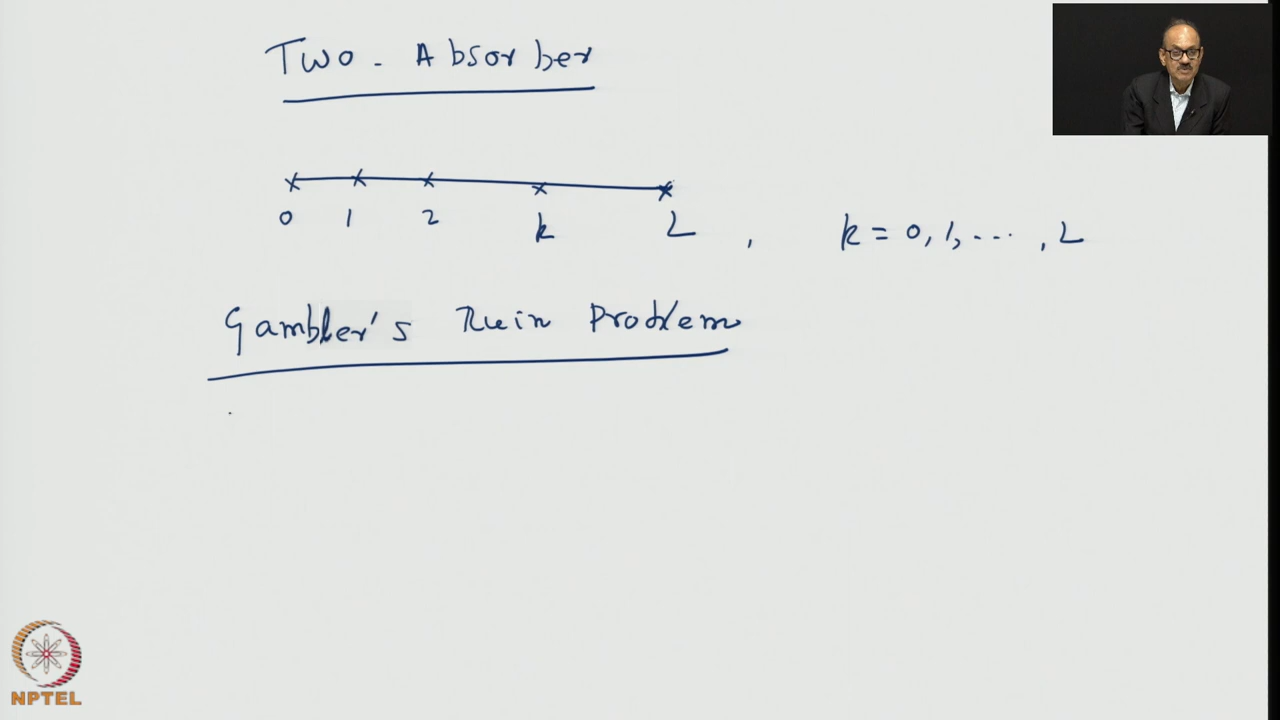 Two - Absorber
0 1 2 k L , k = 0, 1, ... , L
Gambler's Ruin Problem
NPTEL